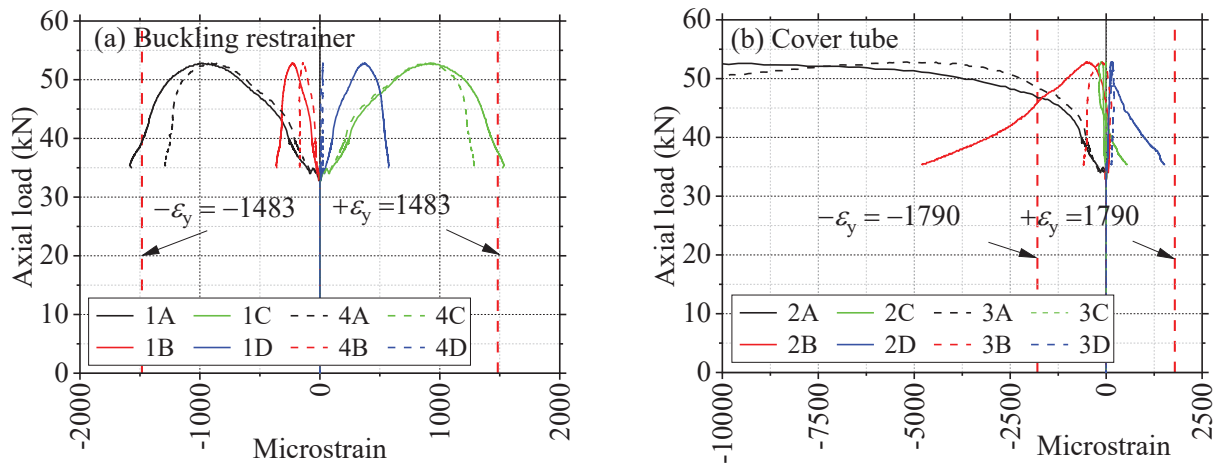 (a) Buckling restrainer
Axial load (kN)
60
50
40
30
20
10
0
−εy = −1483
+εy =1483
1A 1C 4A 4C
1B 1D 4B 4D
-2000 -1000 0 1000 2000
Microstrain
(b) Cover tube
Axial load (kN)
60
50
40
30
20
10
0
−εy = −1790
+εy =1790
2A 2C 3A 3C
2B 2D 3B 3D
-10000 -7500 -5000 -2500 0 2500
Microstrain